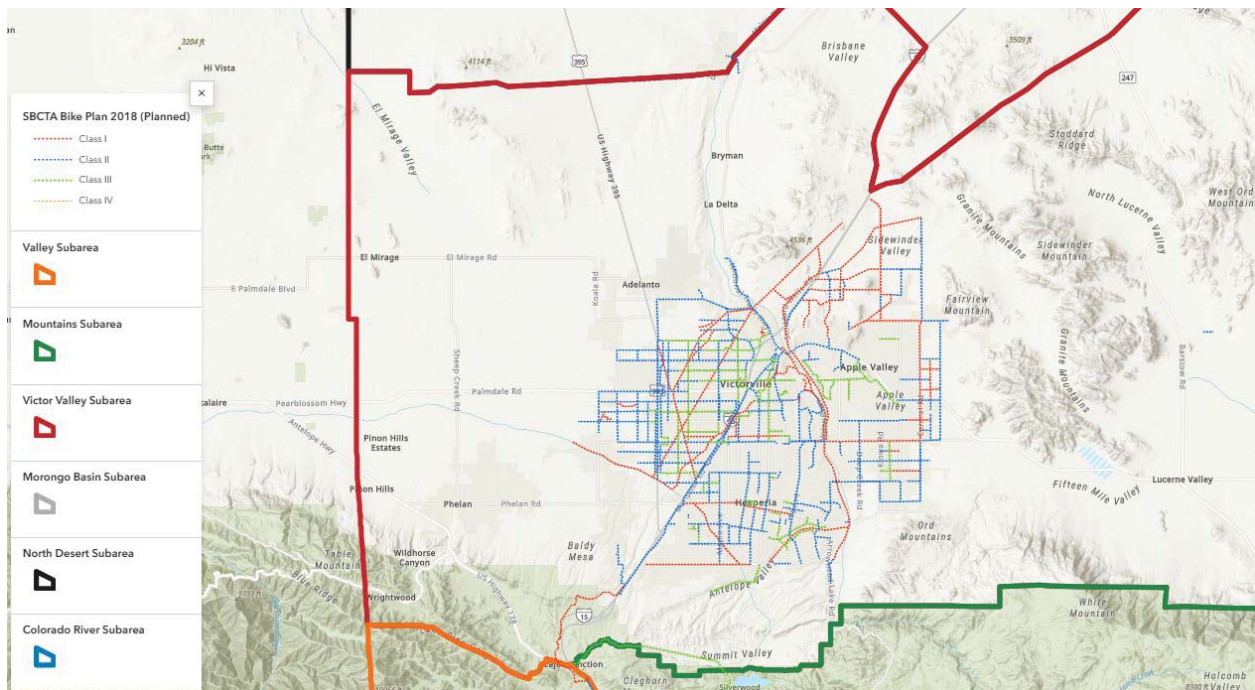 3204 ft
Hi Vista
Butte
4114 ft
395
Brisbane
Valley
3509 ft
247
×
SBCTA Bike Plan 2018 (Planned)
Class I
Class II
Class III
Class IV
El Mirage Valley
US Highway 395
Bryman
Stoddard
Ridge
La Delta
North Lucerne Valley
West Ord
Mountain
Granite Mountains
Sidewinder
Valley
4536 ft
Sidewinder
Mountain
Valley Subarea
El Mirage
El Mirage Rd
Koala Rd
Adelanto
E Palmdale Blvd
Fairview
Mountain
Mountains Subarea
Granite Mountains
Barstow Rd
Sheep Creek Rd
Victorville
Apple Valley
Apple
Valley
Victor Valley Subarea
Palmdale Rd
Pearblossom Hwy
Antelope Hwy
Pinon Hills
Estates
Morongo Basin Subarea
Pinon Hills
Phelan
Phelan Rd
Hesperia
Deep Creek Rd
Lucerne Valley
Fifteen Mile Valley
Ord
Mountains
North Desert Subarea
Table
Mountain
Blue Ridge
Wildhorse
Canyon
Wrightwood
US Highway 138
Baldy
Mesa
Antelope Valley
Arrowhead Lake Rd
15
White
Mountain
Colorado River Subarea
Summit Valley
Cleghorn
Silverwood
Holcomb
Valley